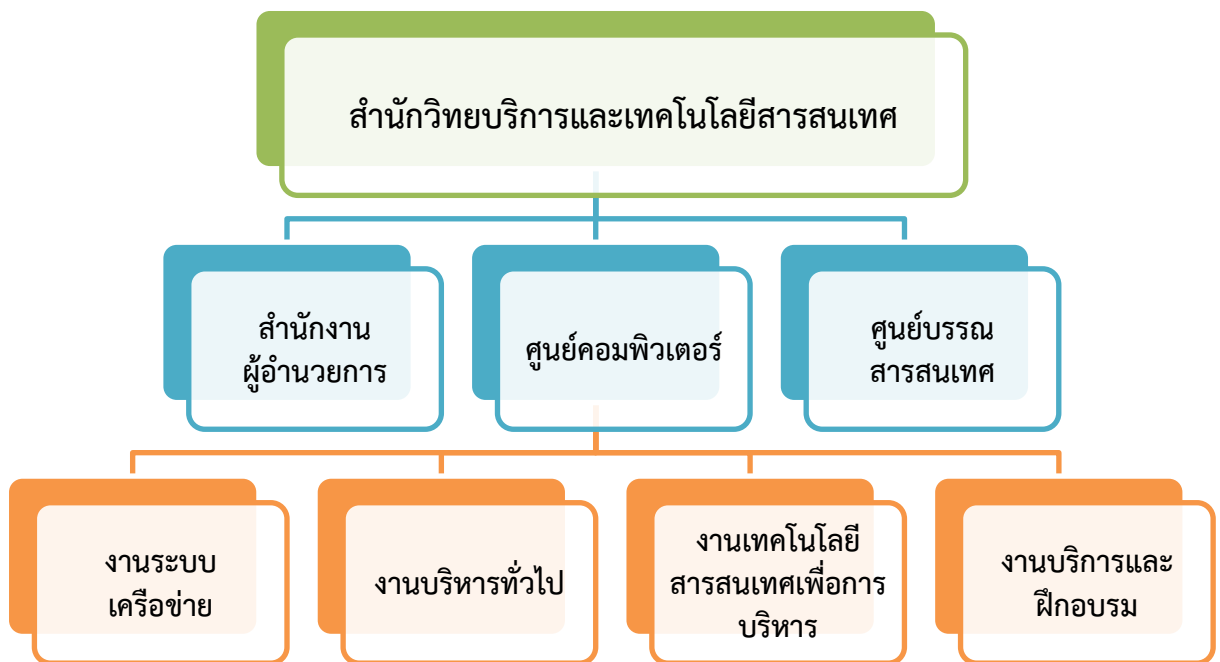 สำนักวิทยบริการและเทคโนโลยีสารสนเทศ
สำนักงาน
ผู้อำนวยการ
ศูนย์คอมพิวเตอร์
ศูนย์บรรณ
สารสนเทศ
งานระบบ
เครือข่าย
งานบริหารทั่วไป
งานเทคโนโลยี
สารสนเทศเพื่อการ
บริหาร
งานบริการและ
ฝึกอบรม